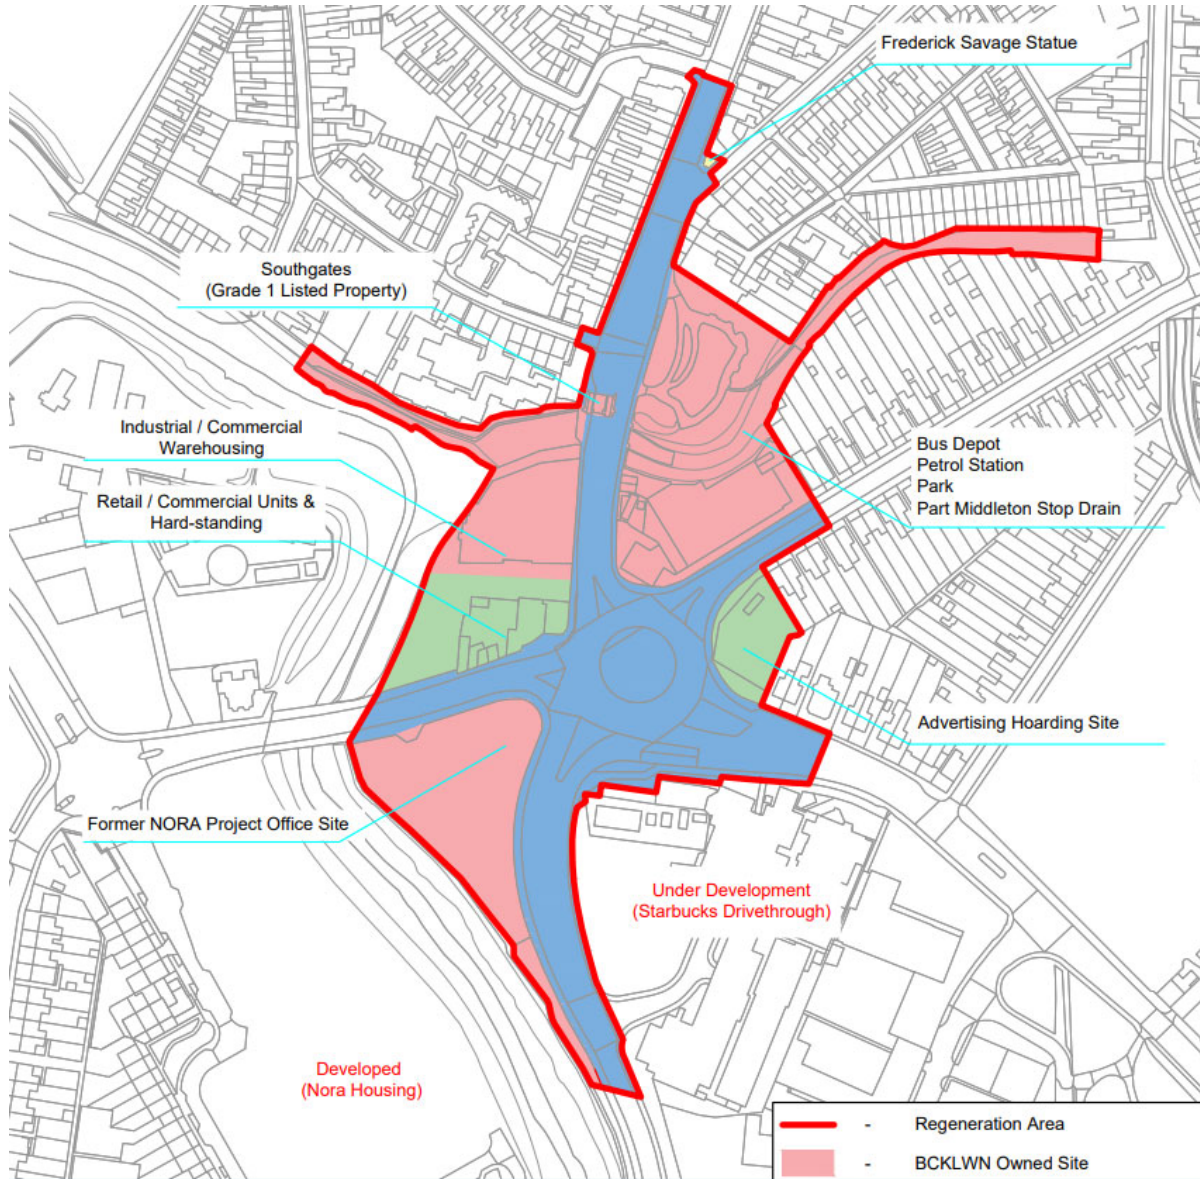 Frederick Savage Statue
Southgates
(Grade 1 Listed Property)
Industrial / Commercial
Warehousing
Retail / Commercial Units &
Hard-standing
Bus Depot
Petrol Station
Park
Part Middleton Stop Drain
Advertising Hoarding Site
Former NORA Project Office Site
Under Development
(Starbucks Drivethrough)
Developed
(Nora Housing)
- Regeneration Area
- BCKLWN Owned Site